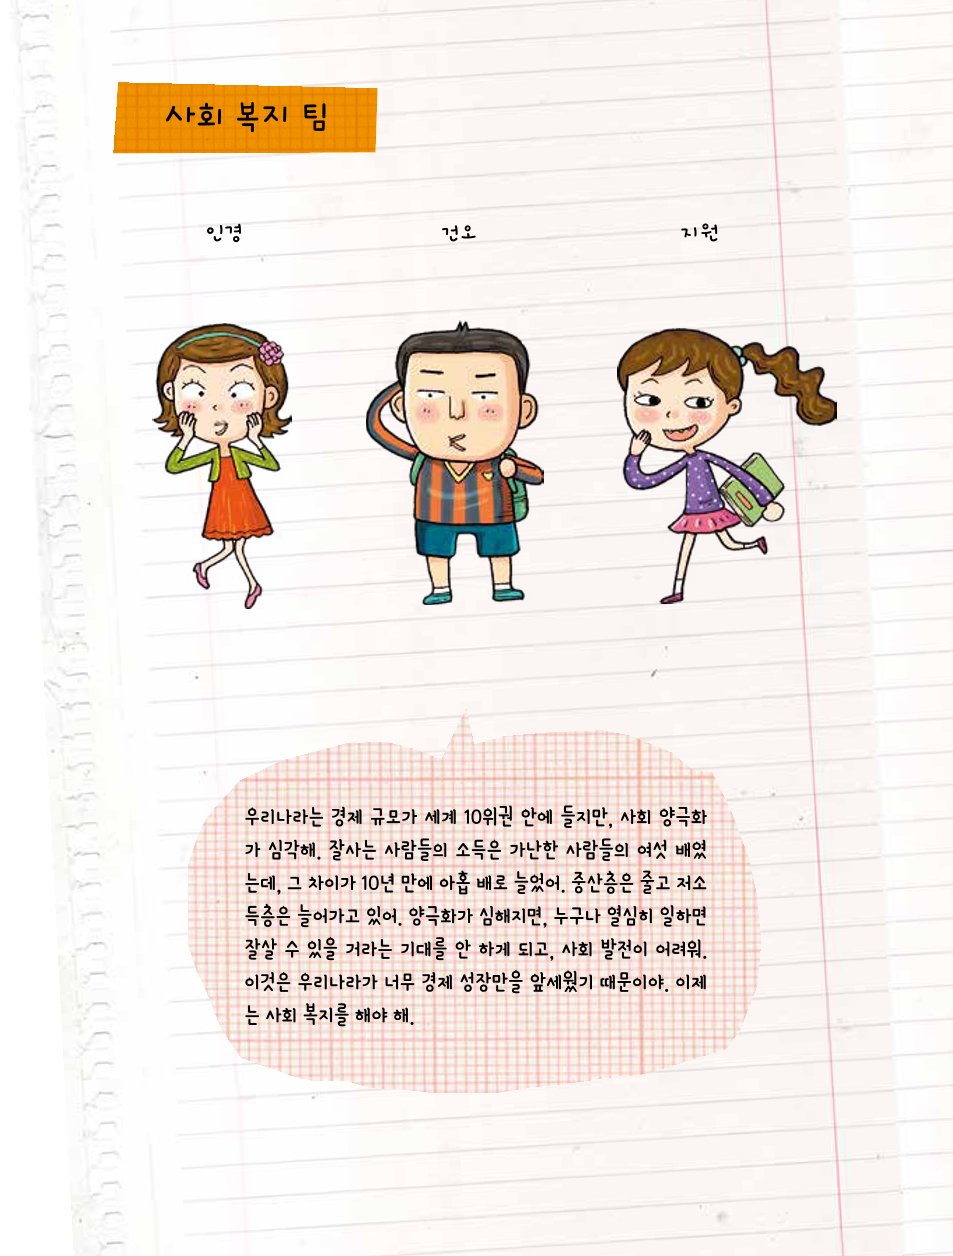 사회 복지 팀
인경 건오 지원
우리나라는 경제 규모가 세계 10위권 안에 들지만, 사회 양극화
가 심각해. 잘사는 사람들의 소득은 가난한 사람들의 여섯 배였
는데, 그 차이가 10년 만에 아홉 배로 늘었어. 중산층은 줄고 저소
득층은 늘어가고 있어. 양극화가 심해지면, 누구나 열심히 일하면
잘살 수 있을 거라는 기대를 안 하게 되고, 사회 발전이 어려워.
이것은 우리나라가 너무 경제 성장만을 앞세웠기 때문이야. 이제
는 사회 복지를 해야 해.